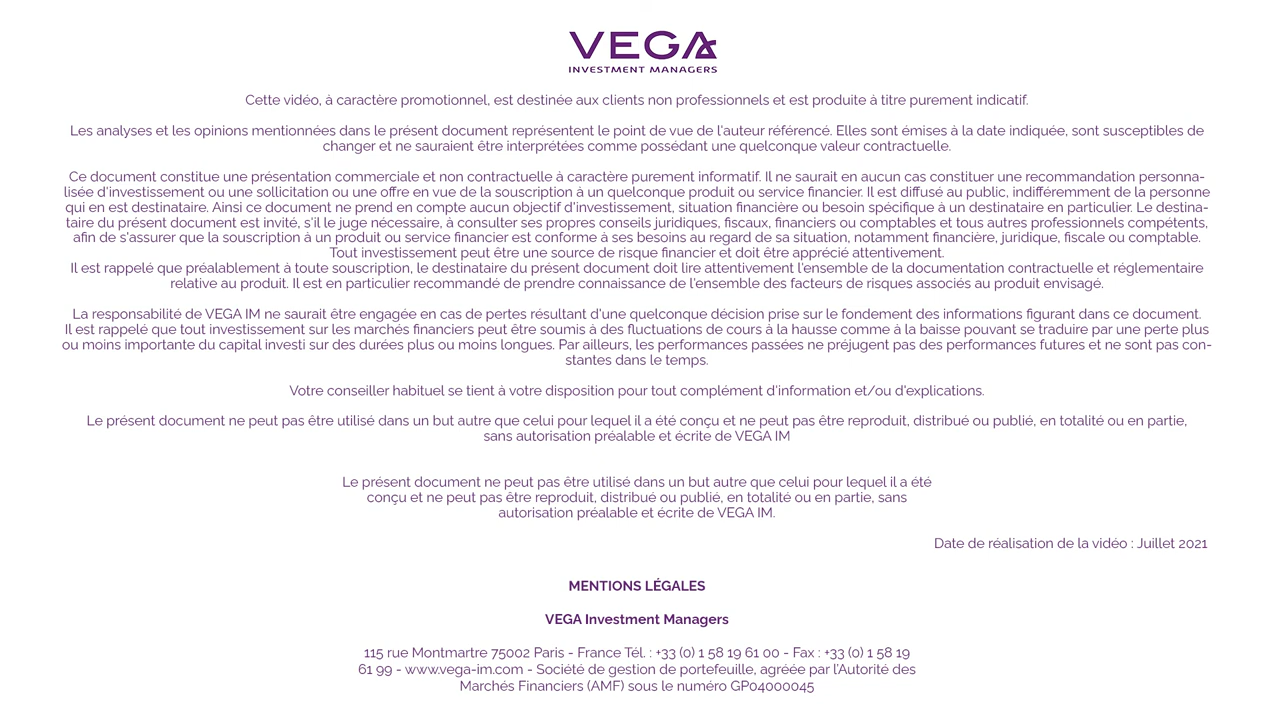 VEGA
INVESTMENT MANAGERS
Cette vidéo, à caractère promotionnel, est destinée aux clients non professionnels et est produite à titre purement indicatif.
Les analyses et les opinions mentionnées dans le présent document représentent le point de vue de l'auteur référencé. Elles sont émises à la date indiquée, sont susceptibles de
changer et ne sauraient être interprétées comme possédant une quelconque valeur contractuelle.
Ce document constitue une présentation commerciale et non contractuelle à caractère purement informatif. Il ne saurait en aucun cas constituer une recommandation personna-
lisée d'investissement ou une sollicitation ou une offre en vue de la souscription à un quelconque produit ou service financier. Il est diffusé au public, indifféremment de la personne
qui en est destinataire. Ainsi ce document ne prend en compte aucun objectif d'investissement, situation financière ou besoin spécifique à un destinataire en particulier. Le destina-
taire du présent document est invité, s'il le juge nécessaire, à consulter ses propres conseils juridiques, fiscaux, financiers ou comptables et tous autres professionnels compétents,
afin de s'assurer que la souscription à un produit ou service financier est conforme à ses besoins au regard de sa situation, notamment financière, juridique, fiscale ou comptable.
Tout investissement peut être une source de risque financier et doit être apprécié attentivement.
Il est rappelé que préalablement à toute souscription, le destinataire du présent document doit lire attentivement l'ensemble de la documentation contractuelle et réglementaire
relative au produit. Il est en particulier recommandé de prendre connaissance de l'ensemble des facteurs de risques associés au produit envisagé.
La responsabilité de VEGA IM ne saurait être engagée en cas de pertes résultant d'une quelconque décision prise sur le fondement des informations figurant dans ce document.
Il est rappelé que tout investissement sur les marchés financiers peut être soumis à des fluctuations de cours à la hausse comme à la baisse pouvant se traduire par une perte plus
ou moins importante du capital investi sur des durées plus ou moins longues. Par ailleurs, les performances passées ne préjugent pas des performances futures et ne sont pas con-
stantes dans le temps.
Votre conseiller habituel se tient à votre disposition pour tout complément d'information et/ou d'explications.
Le présent document ne peut pas être utilisé dans un but autre que celui pour lequel il a été conçu et ne peut pas être reproduit, distribué ou publié, en totalité ou en partie,
sans autorisation préalable et écrite de VEGA IM
Le présent document ne peut pas être utilisé dans un but autre que celui pour lequel il a été
conçu et ne peut pas être reproduit, distribué ou publié, en totalité ou en partie, sans
autorisation préalable et écrite de VEGA IM.
Date de réalisation de la vidéo : Juillet 2021
MENTIONS LÉGALES
VEGA Investment Managers
115 rue Montmartre 75002 Paris - France Tél. : +33 (0) 1 58 19 61 00 - Fax : +33 (0) 1 58 19
61 99 - www.vega-im.com - Société de gestion de portefeuille, agréée par l'Autorité des
Marchés Financiers (AMF) sous le numéro GP04000045